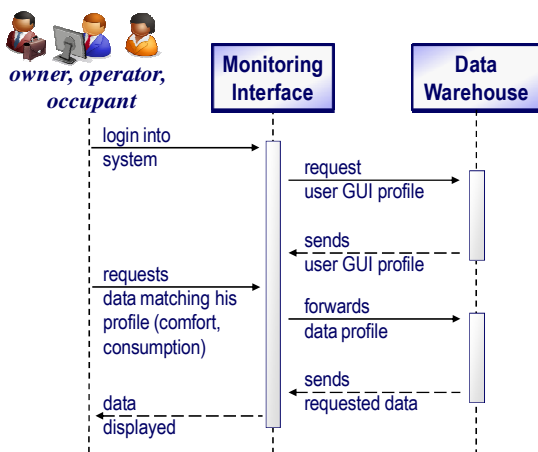 owner, operator,
occupant
Monitoring
Interface
Data
Warehouse
login into
system
request
user GUI profile
sends
user GUI profile
requests
data matching his
profile (comfort,
consumption)
forwards
data profile
sends
requested data
data
displayed